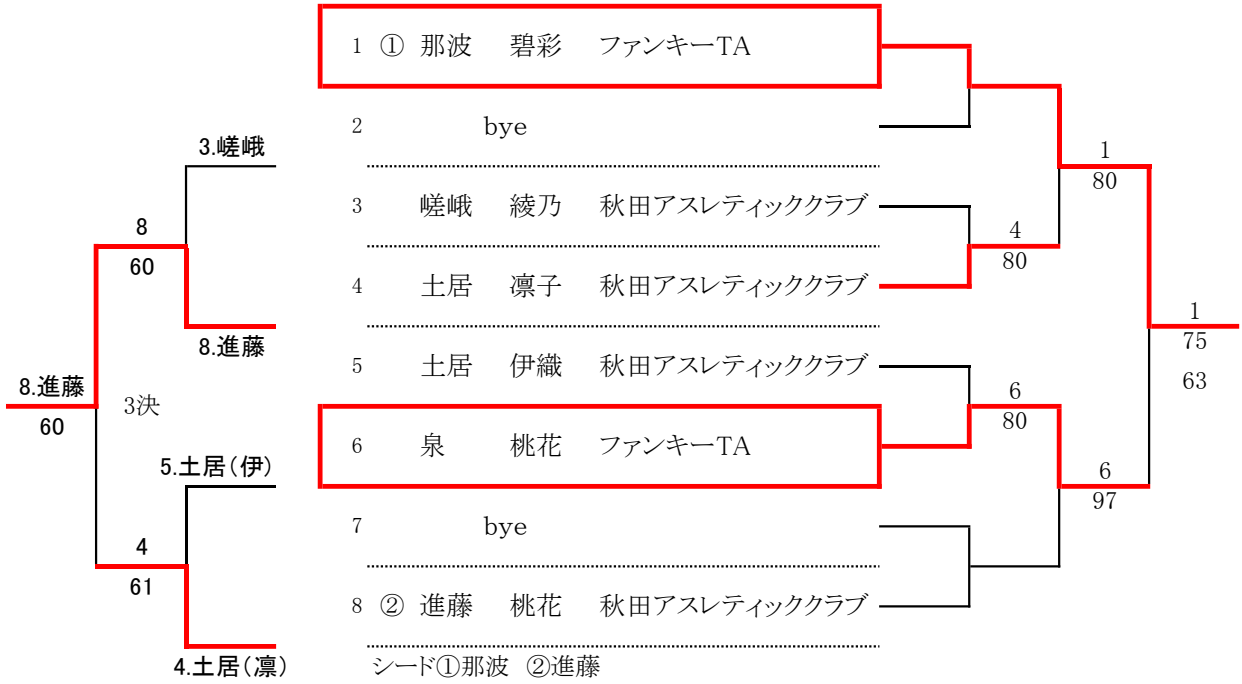 1 ① 那波 碧彩 ファンキーTA
2 bye
3 嵯峨 綾乃 秋田アスレティッククラブ
4 土居 凛子 秋田アスレティッククラブ
5 土居 伊織 秋田アスレティッククラブ
6 泉 桃花 ファンキーTA
7 bye
8 ② 進藤 桃花 秋田アスレティッククラブ
シード①那波 ②進藤
3.嵯峨
8
60
8.進藤
8.進藤
60
3決
5.土居(伊)
4
61
4.土居(凛)
4
80
1
80
6
80
6
97
1
75
63